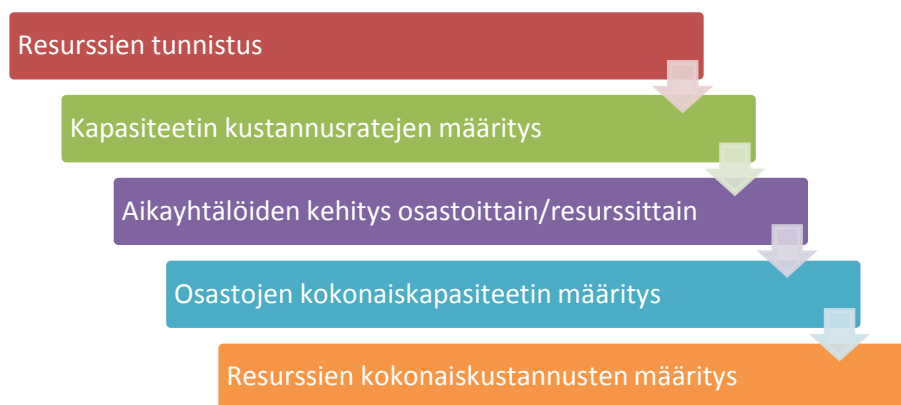 Resurssien tunnistus
Kapasiteetin kustannusratejen määritys
Aikayhtälöiden kehitys osastoittain/resurssittain
Osastojen kokonaiskapasiteetin määritys
Resurssien kokonaiskustannusten määritys